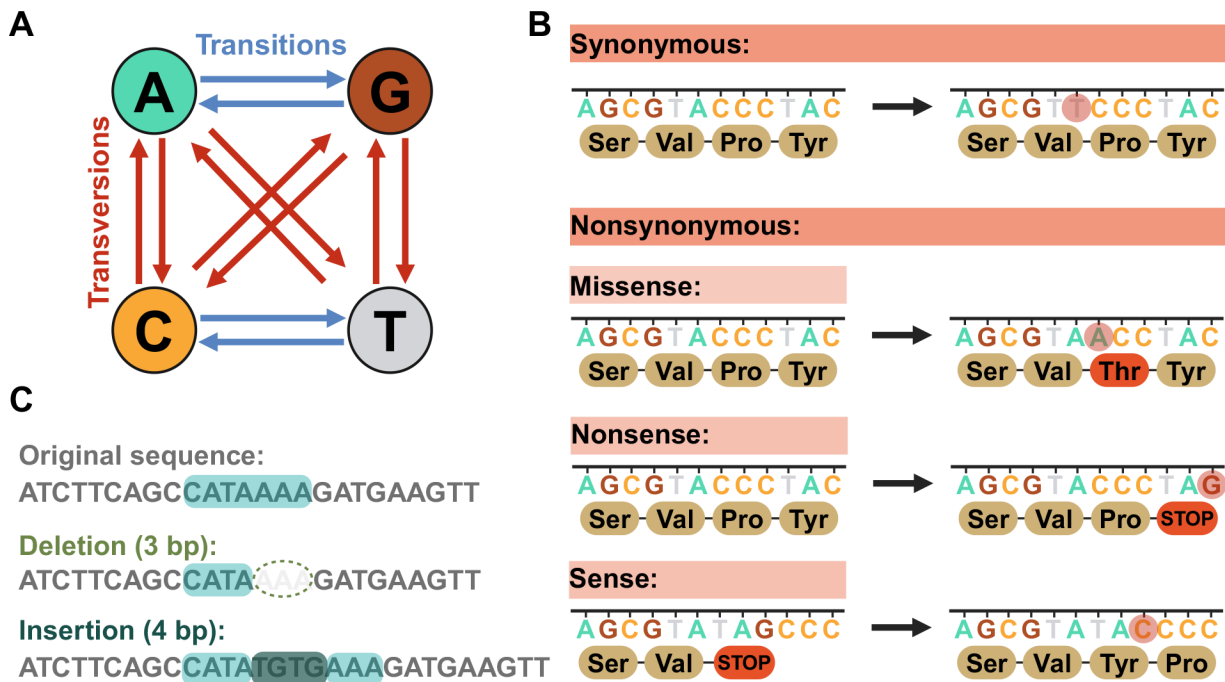 A
Transitions
A G
Transversions
C T
B
Synonymous:
AGCGTACCCTAC
Ser Val Pro Tyr
AGCGTTCCCTAC
Ser Val Pro Tyr
Nonsynonymous:
Missense:
AGCGTACCCTAC
Ser Val Pro Tyr
AGCGTAACCTAC
Ser Val Thr Tyr
Nonsense:
AGCGTACCCTAC
Ser Val Pro Tyr
AGCGTACCCTAG
Ser Val Pro STOP
Sense:
AGCGTATAGCCC
Ser Val STOP
AGCGTATACCCC
Ser Val Tyr Pro
C
Original sequence:
ATCTTCAGCCATAAAAGATGAAGTT
Deletion (3 bp):
ATCTTCAGCCATAAAAGATGAAGTT
Insertion (4 bp):
ATCTTCAGCCATATGTGAAAGATGAAGTT